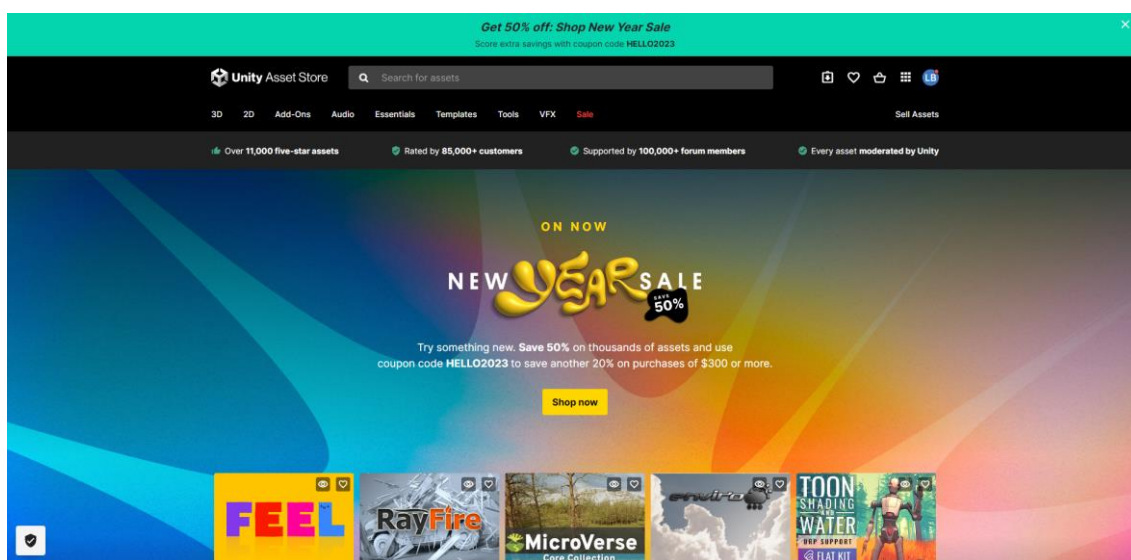 Get 50% off: Shop New Year Sale
Score extra savings with coupon code HELLO2023
Unity Asset Store
Search for assets
LB
3D 2D Add-Ons Audio Essentials Templates Tools VFX Sale Sell Assets
Over 11,000 five-star assets Rated by 85,000+ customers Supported by 100,000+ forum members Every asset moderated by Unity
ON NOW
NEW YEAR SALE
SAVE
50%
Try something new. Save 50% on thousands of assets and use
coupon code HELLO2023 to save another 20% on purchases of $300 or more.
Shop now
FEEL
RayFire
MicroVerse
Core Collection
enviro
TOON
SHADING
AND
WATER
URP SUPPORT
FLAT KIT